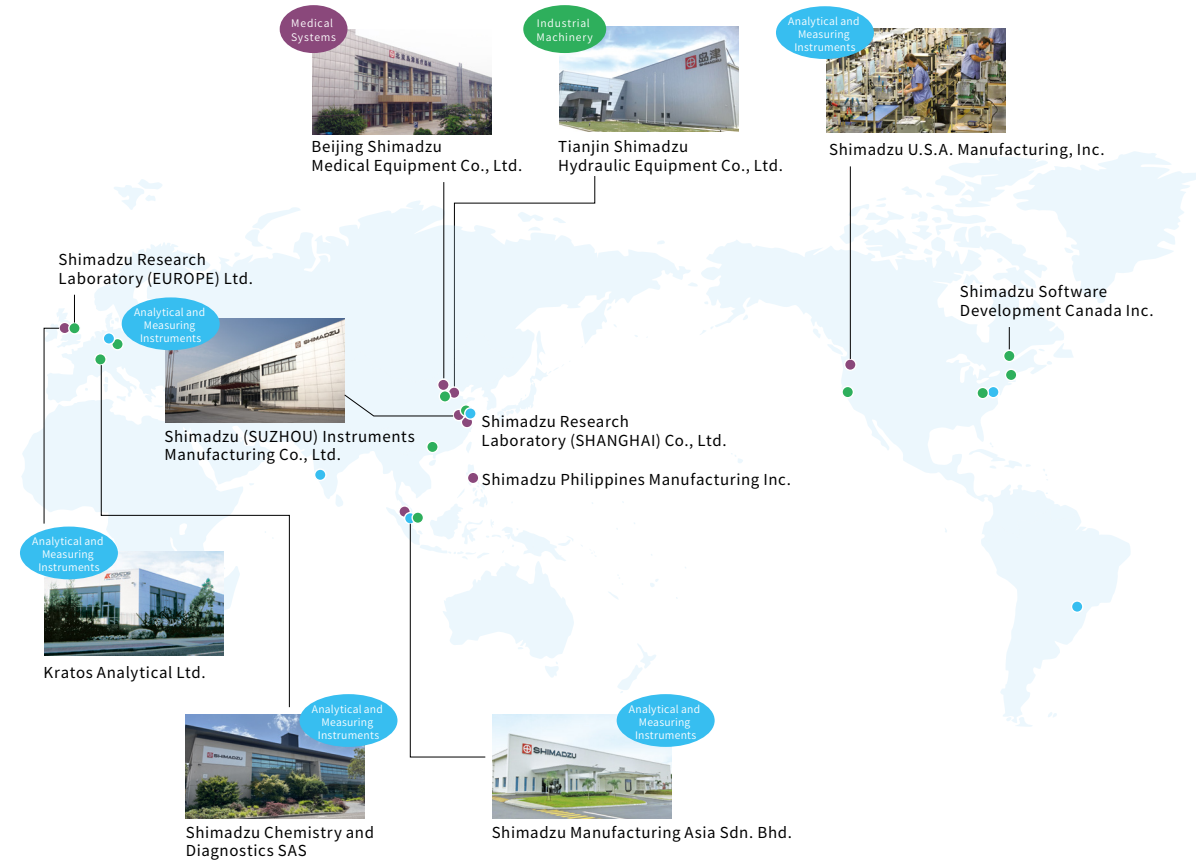 Medical
Systems
Industrial
Machinery
Analytical and
Measuring
Instruments
岛津
SHIMADZU
Beijing Shimadzu
Medical Equipment Co., Ltd.
Tianjin Shimadzu
Hydraulic Equipment Co., Ltd.
Shimadzu U.S.A. Manufacturing, Inc.
Shimadzu Research
Laboratory (EUROPE) Ltd.
Shimadzu Software
Development Canada Inc.
Analytical and
Measuring
Instruments
SHIMADZU
Shimadzu (SUZHOU) Instruments
Manufacturing Co., Ltd.
Shimadzu Research
Laboratory (SHANGHAI) Co., Ltd.
Shimadzu Philippines Manufacturing Inc.
Analytical and
Measuring
Instruments
Kratos Analytical Ltd.
Analytical and
Measuring
Instruments
SHIMADZU
Shimadzu Chemistry and
Diagnostics SAS
Analytical and
Measuring
Instruments
SHIMADZU
Shimadzu Manufacturing Asia Sdn. Bhd.